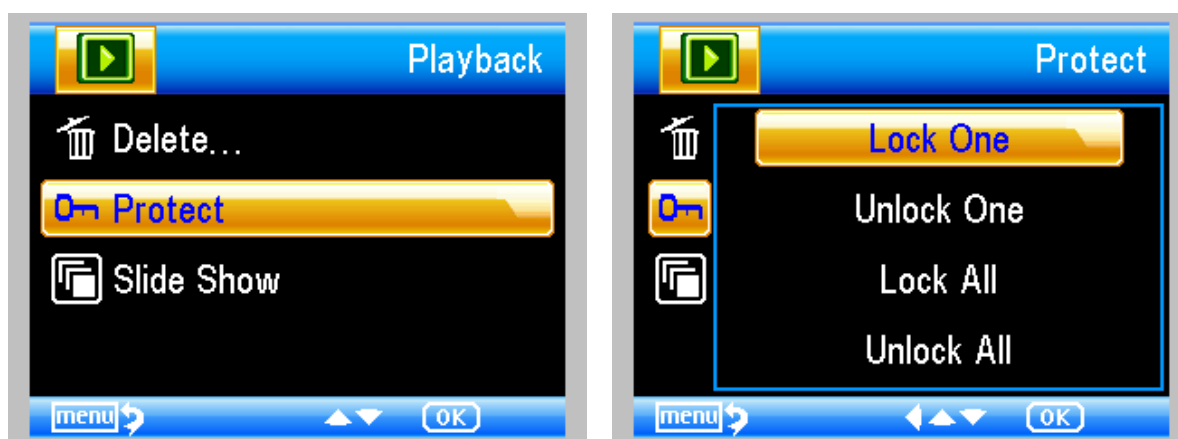 Playback
Delete...
Protect
Slide Show
menu OK
Protect
Lock One
Unlock One
Lock All
Unlock All
menu OK